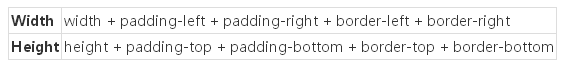 Width width + padding-left + padding-right + border-left + border-right
Height height + padding-top + padding-bottom + border-top + border-bottom